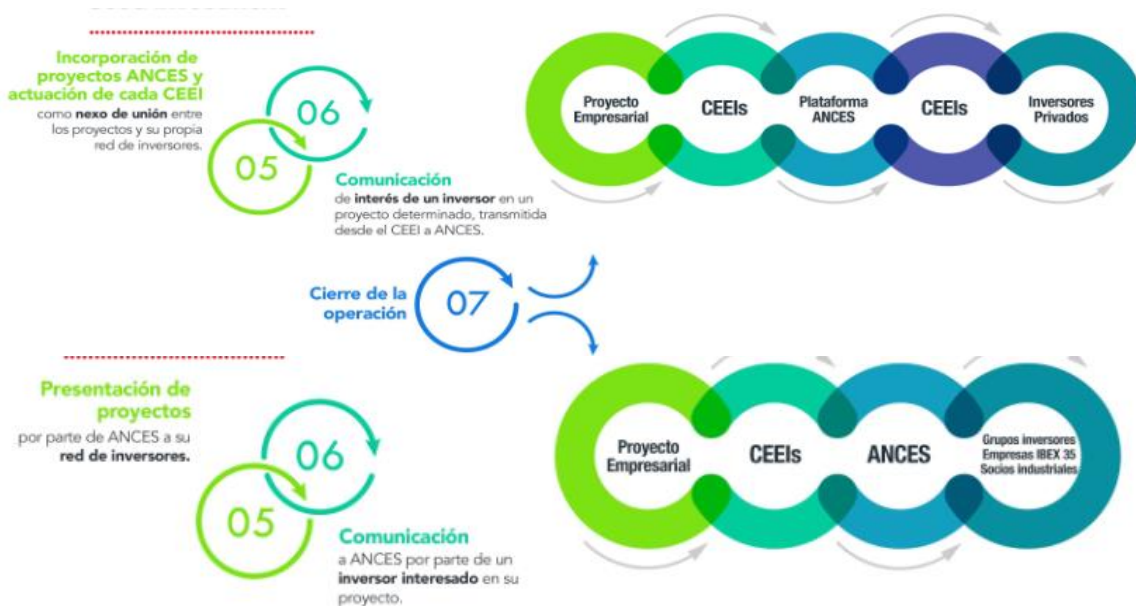 Incorporación de
proyectos ANCES y
actuación de cada CEEI
como nexo de unión entre
los proyectos y su propia
red de inversores.
05
06
Comunicación
de interés de un inversor en un
proyecto determinado, transmitida
desde el CEEI a ANCES.
Proyecto
Empresarial
CEEIs
Plataforma
ANCES
CEEIs
Inversores
Privados
Cierre de la
operación
07
Presentación de
proyectos
por parte de ANCES a su
red de inversores.
05
06
Comunicación
a ANCES por parte de un
inversor interesado en su
proyecto.
Proyecto
Empresarial
CEEIs
ANCES
Grupos inversores
Empresas IBEX 35
Socios industriales